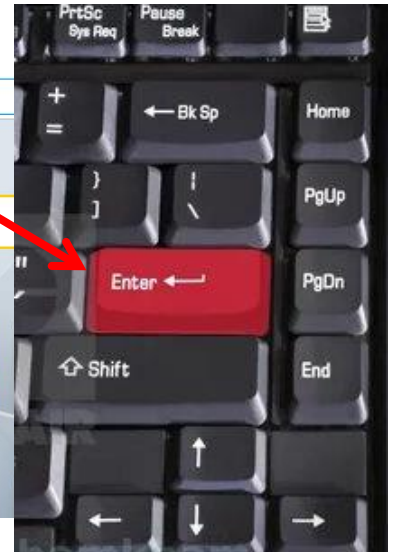 PrtSc Pause
Sys Req Break
+ ← Bk Sp Home
=
} ¦ PgUp
] \
" Enter ↵ PgDn
⇧ Shift End
↑
← ↓ →